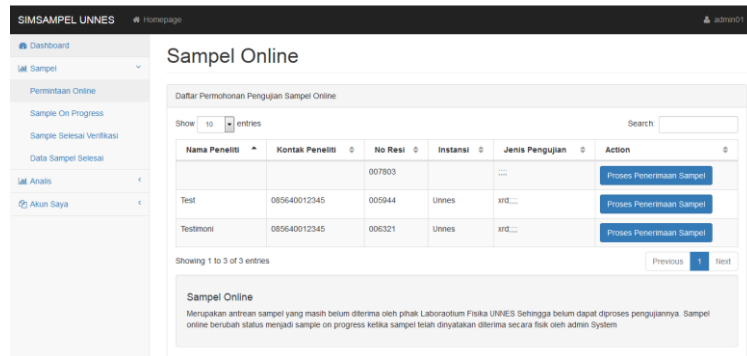 SIMSAMPEL UNNES Homepage admin01
Dashboard
Sampel
Permintaan Online
Sample On Progress
Sample Selesai Verifikasi
Data Sampel Selesai
Analis
Akun Saya
Sampel Online
Daftar Permohonan Pengujian Sampel Online
Show 10 entries Search:
Nama Peneliti Kontak Peneliti No Resi Instansi Jenis Pengujian Action
007803 ;;;; Proses Penerimaan Sampel
Test 085640012345 005944 Unnes xrd;;;; Proses Penerimaan Sampel
Testimoni 085640012345 006321 Unnes xrd;;;; Proses Penerimaan Sampel
Showing 1 to 3 of 3 entries Previous 1 Next
Sampel Online
Merupakan antrean sampel yang masih belum diterima oleh pihak Laboraotium Fisika UNNES Sehingga belum dapat diproses pengujiannya. Sampel
online berubah status menjadi sample on progress ketika sampel telah dinyatakan diterima secara fisik oleh admin System